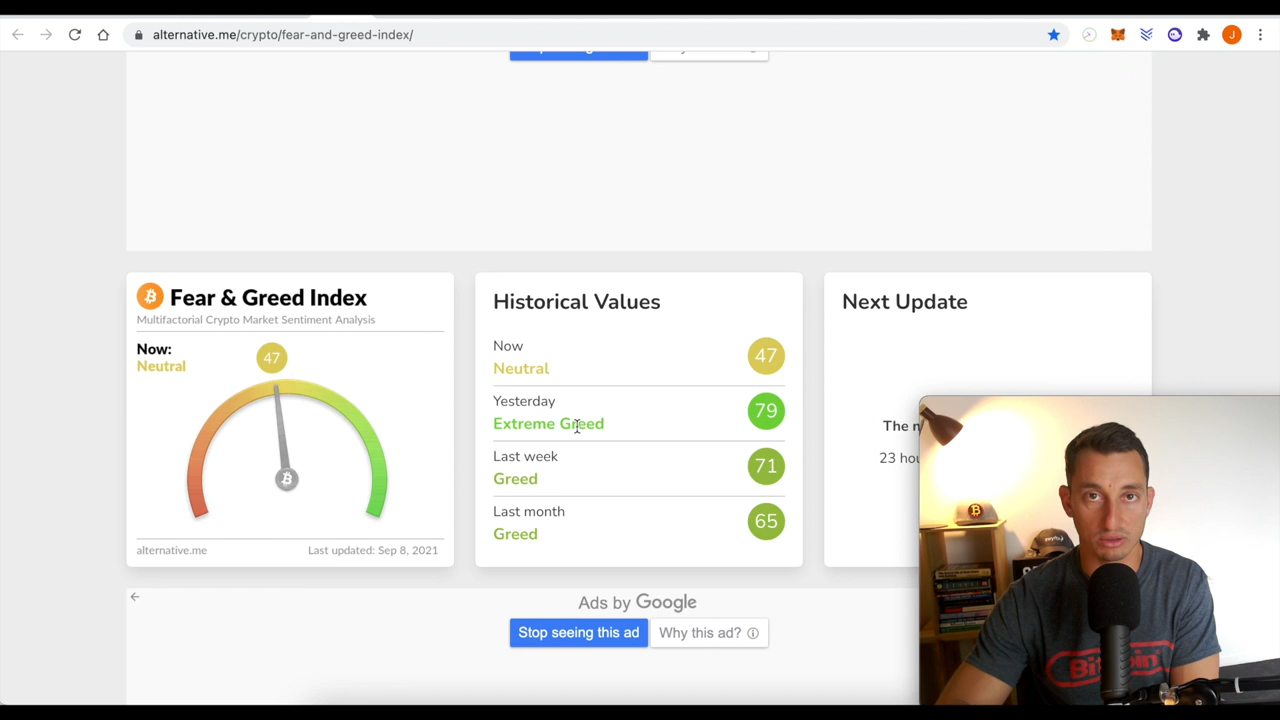 alternative.me/crypto/fear-and-greed-index/
J
Fear & Greed Index
Multifactorial Crypto Market Sentiment Analysis
Now:
Neutral
47
alternative.me
Last updated: Sep 8, 2021
Historical Values
Now
Neutral
47
Yesterday
Extreme Greed
79
Last week
Greed
71
Last month
Greed
65
Next Update
The
23
Ads by Google
Stop seeing this ad
Why this ad?
Bitcoin